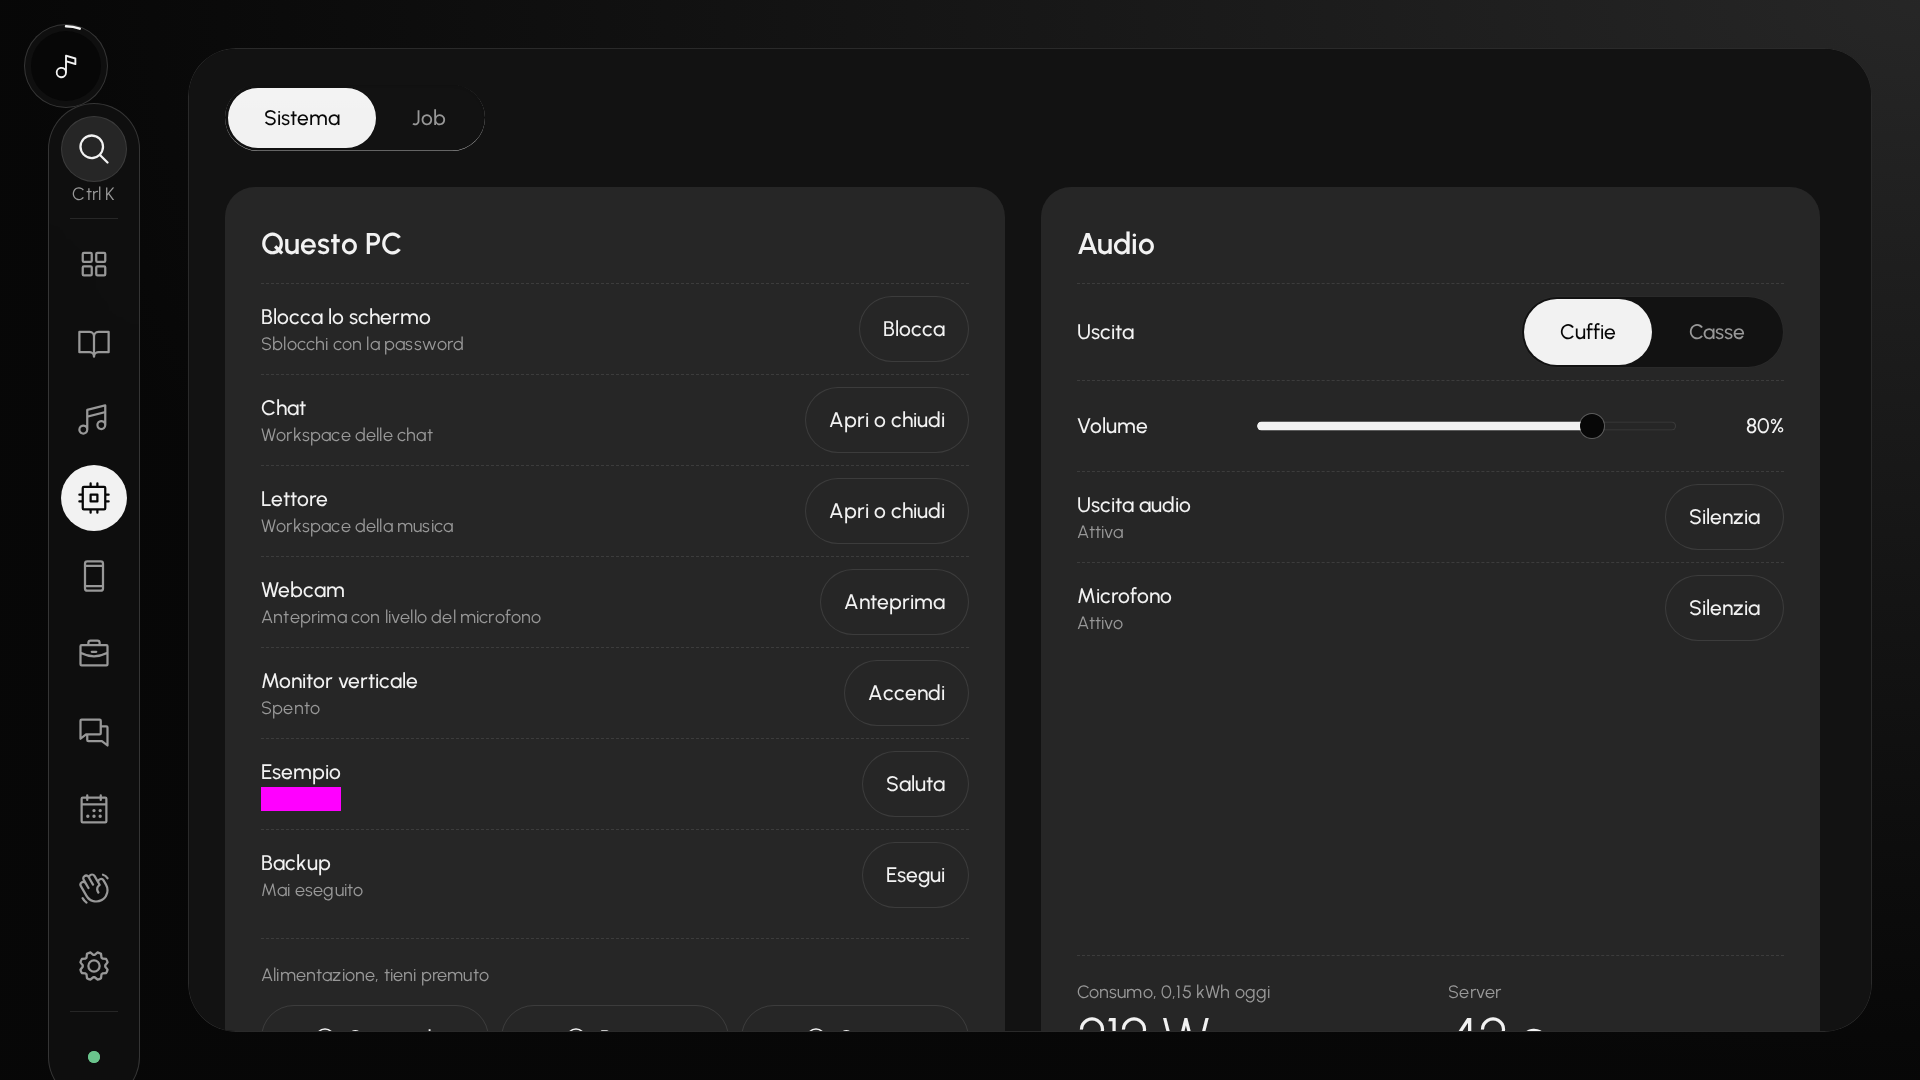 Ctrl K
Sistema
Job
Questo PC
Blocca lo schermo
Sblocchi con la password
Blocca
Chat
Workspace delle chat
Apri o chiudi
Lettore
Workspace della musica
Apri o chiudi
Webcam
Anteprima con livello del microfono
Anteprima
Monitor verticale
Spento
Accendi
Esempio
Saluta
Backup
Mai eseguito
Esegui
Alimentazione, tieni premuto
Audio
Uscita
Cuffie
Casse
Volume
80%
Uscita audio
Attiva
Silenzia
Microfono
Attivo
Silenzia
Consumo, 0,15 kWh oggi
Server